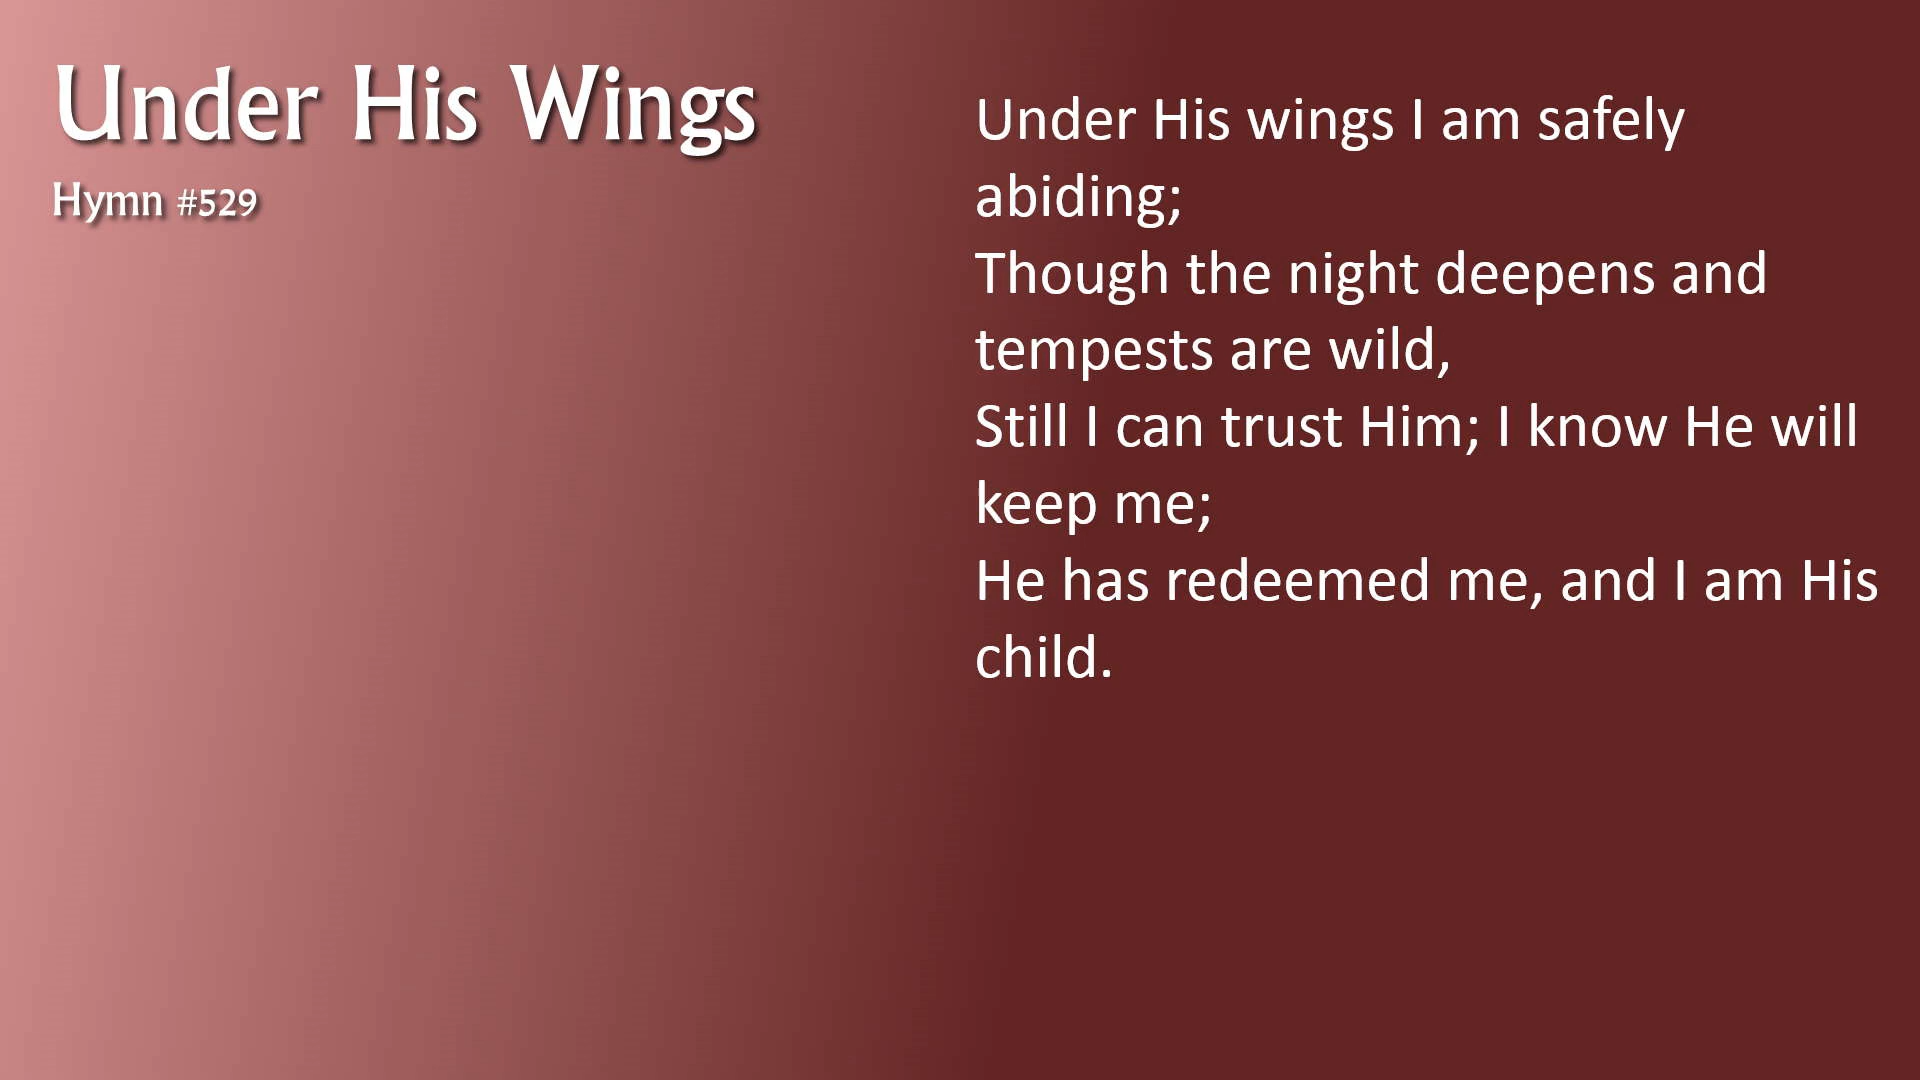 Under His Wings
Hymn #529
Under His wings I am safely
abiding;
Though the night deepens and
tempests are wild,
Still I can trust Him; I know He will
keep me;
He has redeemed me, and I am His
child.